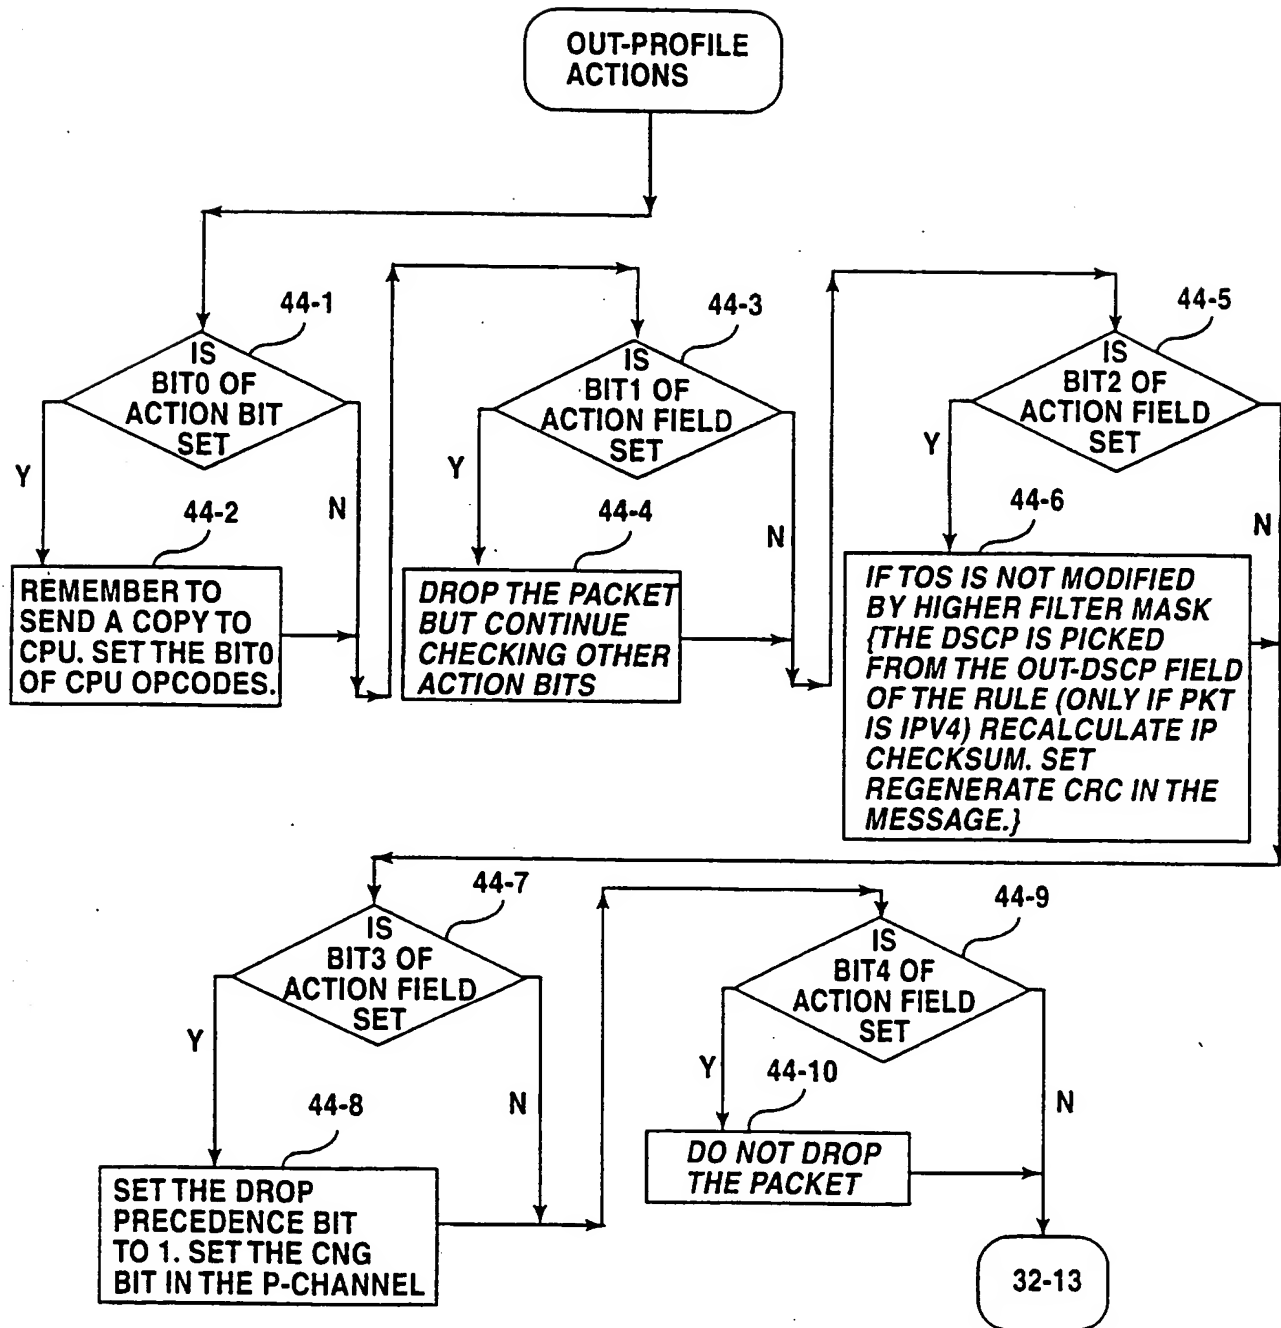 OUT-PROFILE
ACTIONS
44-1
IS
BIT0 OF
ACTION BIT
SET
Y
N
44-2
REMEMBER TO
SEND A COPY TO
CPU. SET THE BIT0
OF CPU OPCODES.
44-3
IS
BIT1 OF
ACTION FIELD
SET
Y
N
44-4
DROP THE PACKET
BUT CONTINUE
CHECKING OTHER
ACTION BITS
44-5
IS
BIT2 OF
ACTION FIELD
SET
Y
N
44-6
IF TOS IS NOT MODIFIED
BY HIGHER FILTER MASK
{THE DSCP IS PICKED
FROM THE OUT-DSCP FIELD
OF THE RULE (ONLY IF PKT
IS IPV4) RECALCULATE IP
CHECKSUM. SET
REGENERATE CRC IN THE
MESSAGE.}
44-7
IS
BIT3 OF
ACTION FIELD
SET
Y
N
44-8
SET THE DROP
PRECEDENCE BIT
TO 1. SET THE CNG
BIT IN THE P-CHANNEL
44-9
IS
BIT4 OF
ACTION FIELD
SET
Y
N
44-10
DO NOT DROP
THE PACKET
32-13